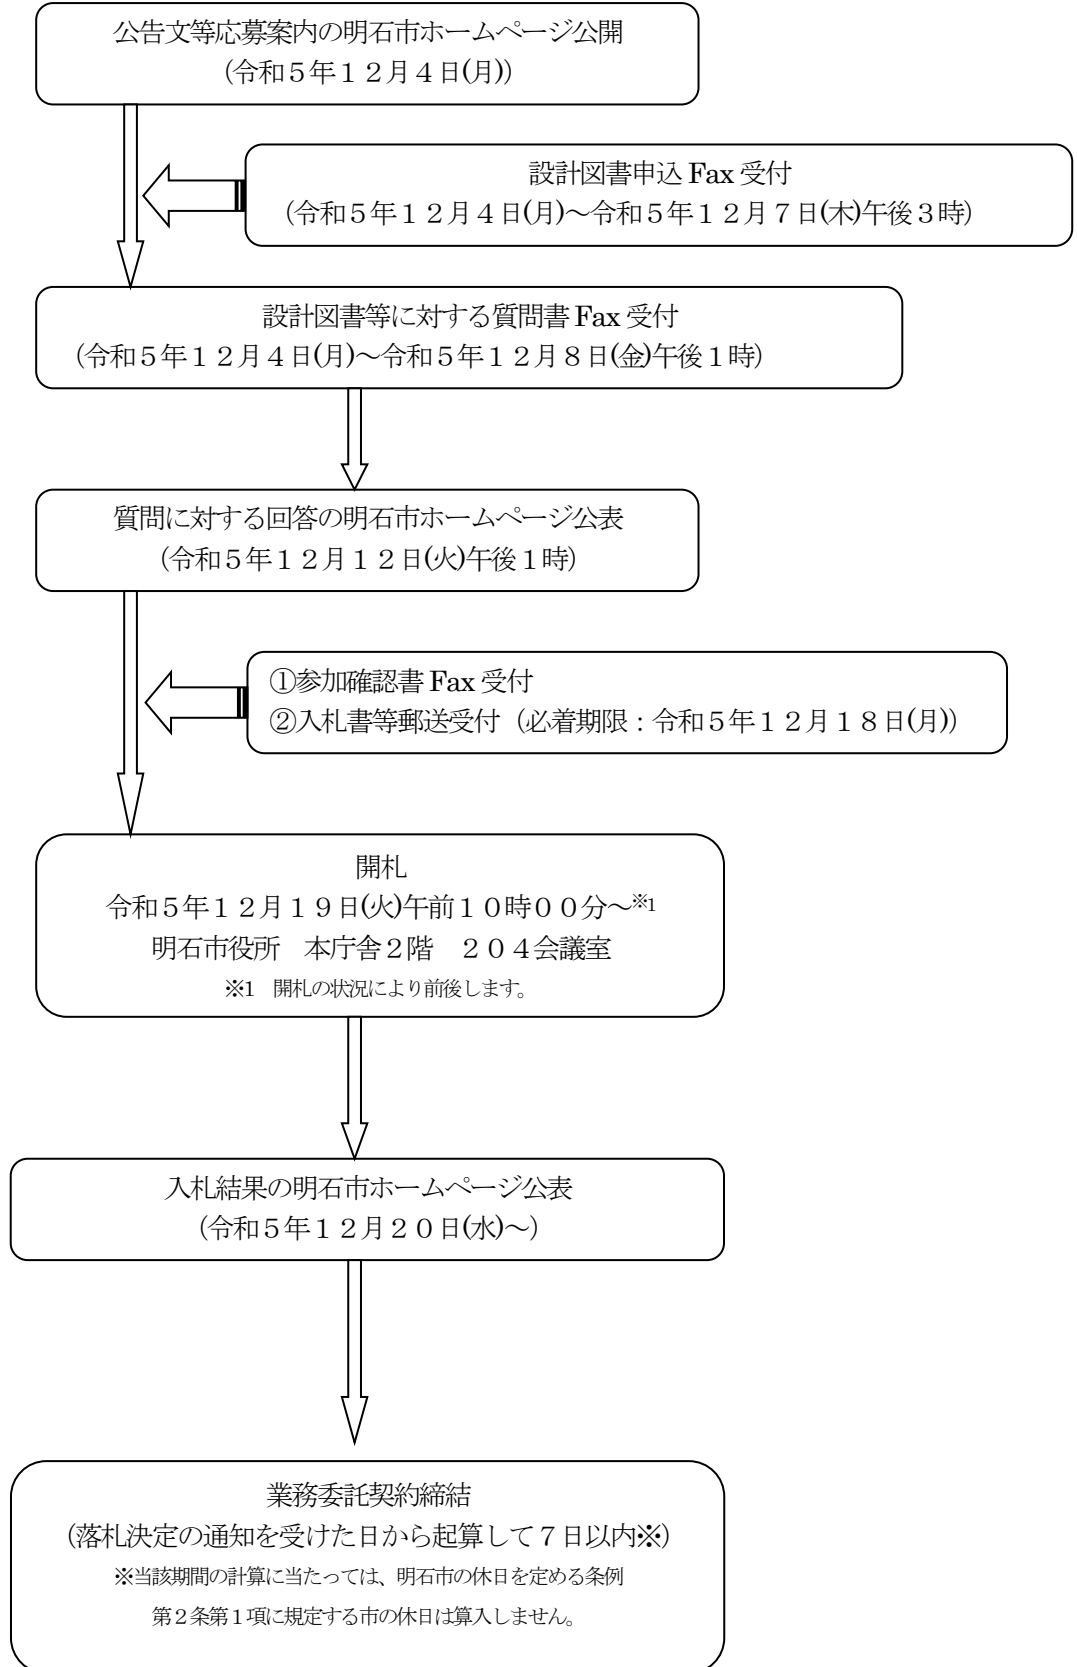 公告文等応募案内の明石市ホームページ公開
（令和５年１２月４日(月)）
設計図書申込 Fax 受付
（令和５年１２月４日(月)～令和５年１２月７日(木)午後３時）
設計図書等に対する質問書 Fax 受付
（令和５年１２月４日(月)～令和５年１２月８日(金)午後１時）
質問に対する回答の明石市ホームページ公表
（令和５年１２月１２日(火)午後１時）
①参加確認書 Fax 受付
②入札書等郵送受付（必着期限：令和５年１２月１８日(月)）
開札
令和５年１２月１９日(火)午前１０時００分～※1
明石市役所　本庁舎２階　２０４会議室
※1　開札の状況により前後します。
入札結果の明石市ホームページ公表
（令和５年１２月２０日(水)～）
業務委託契約締結
（落札決定の通知を受けた日から起算して７日以内※）
※当該期間の計算に当たっては、明石市の休日を定める条例
第２条第１項に規定する市の休日は算入しません。